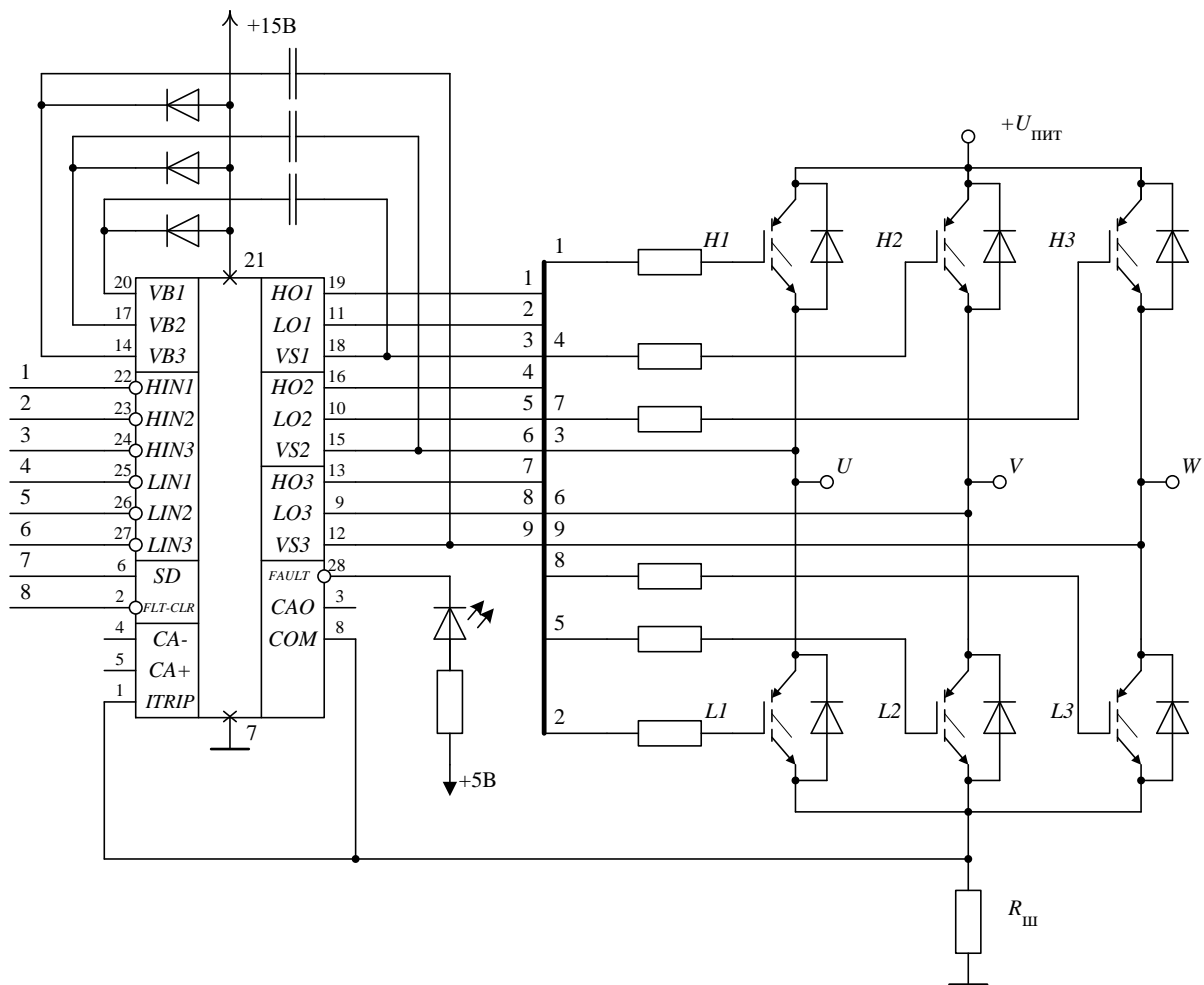 +15В
+U пит
21
1
H1
H2
H3
20 VB1 HO1 19 1
17 VB2 LO1 11 2
14 VB3 VS1 18 3 4
1 22 HIN1 HO2 16 4
2 23 HIN2 LO2 10 5 7
3 24 HIN3 VS2 15 6 3
4 25 LIN1 HO3 13 7 U V W
5 26 LIN2 LO3 9 8 6
6 27 LIN3 VS3 12 9 9
7 6 SD FAULT 28 8
8 2 FLT-CLR CAO 3
4 CA- COM 8 5
5 CA+
1 ITRIP
7
2
L1
L2
L3
+5В
R Ш